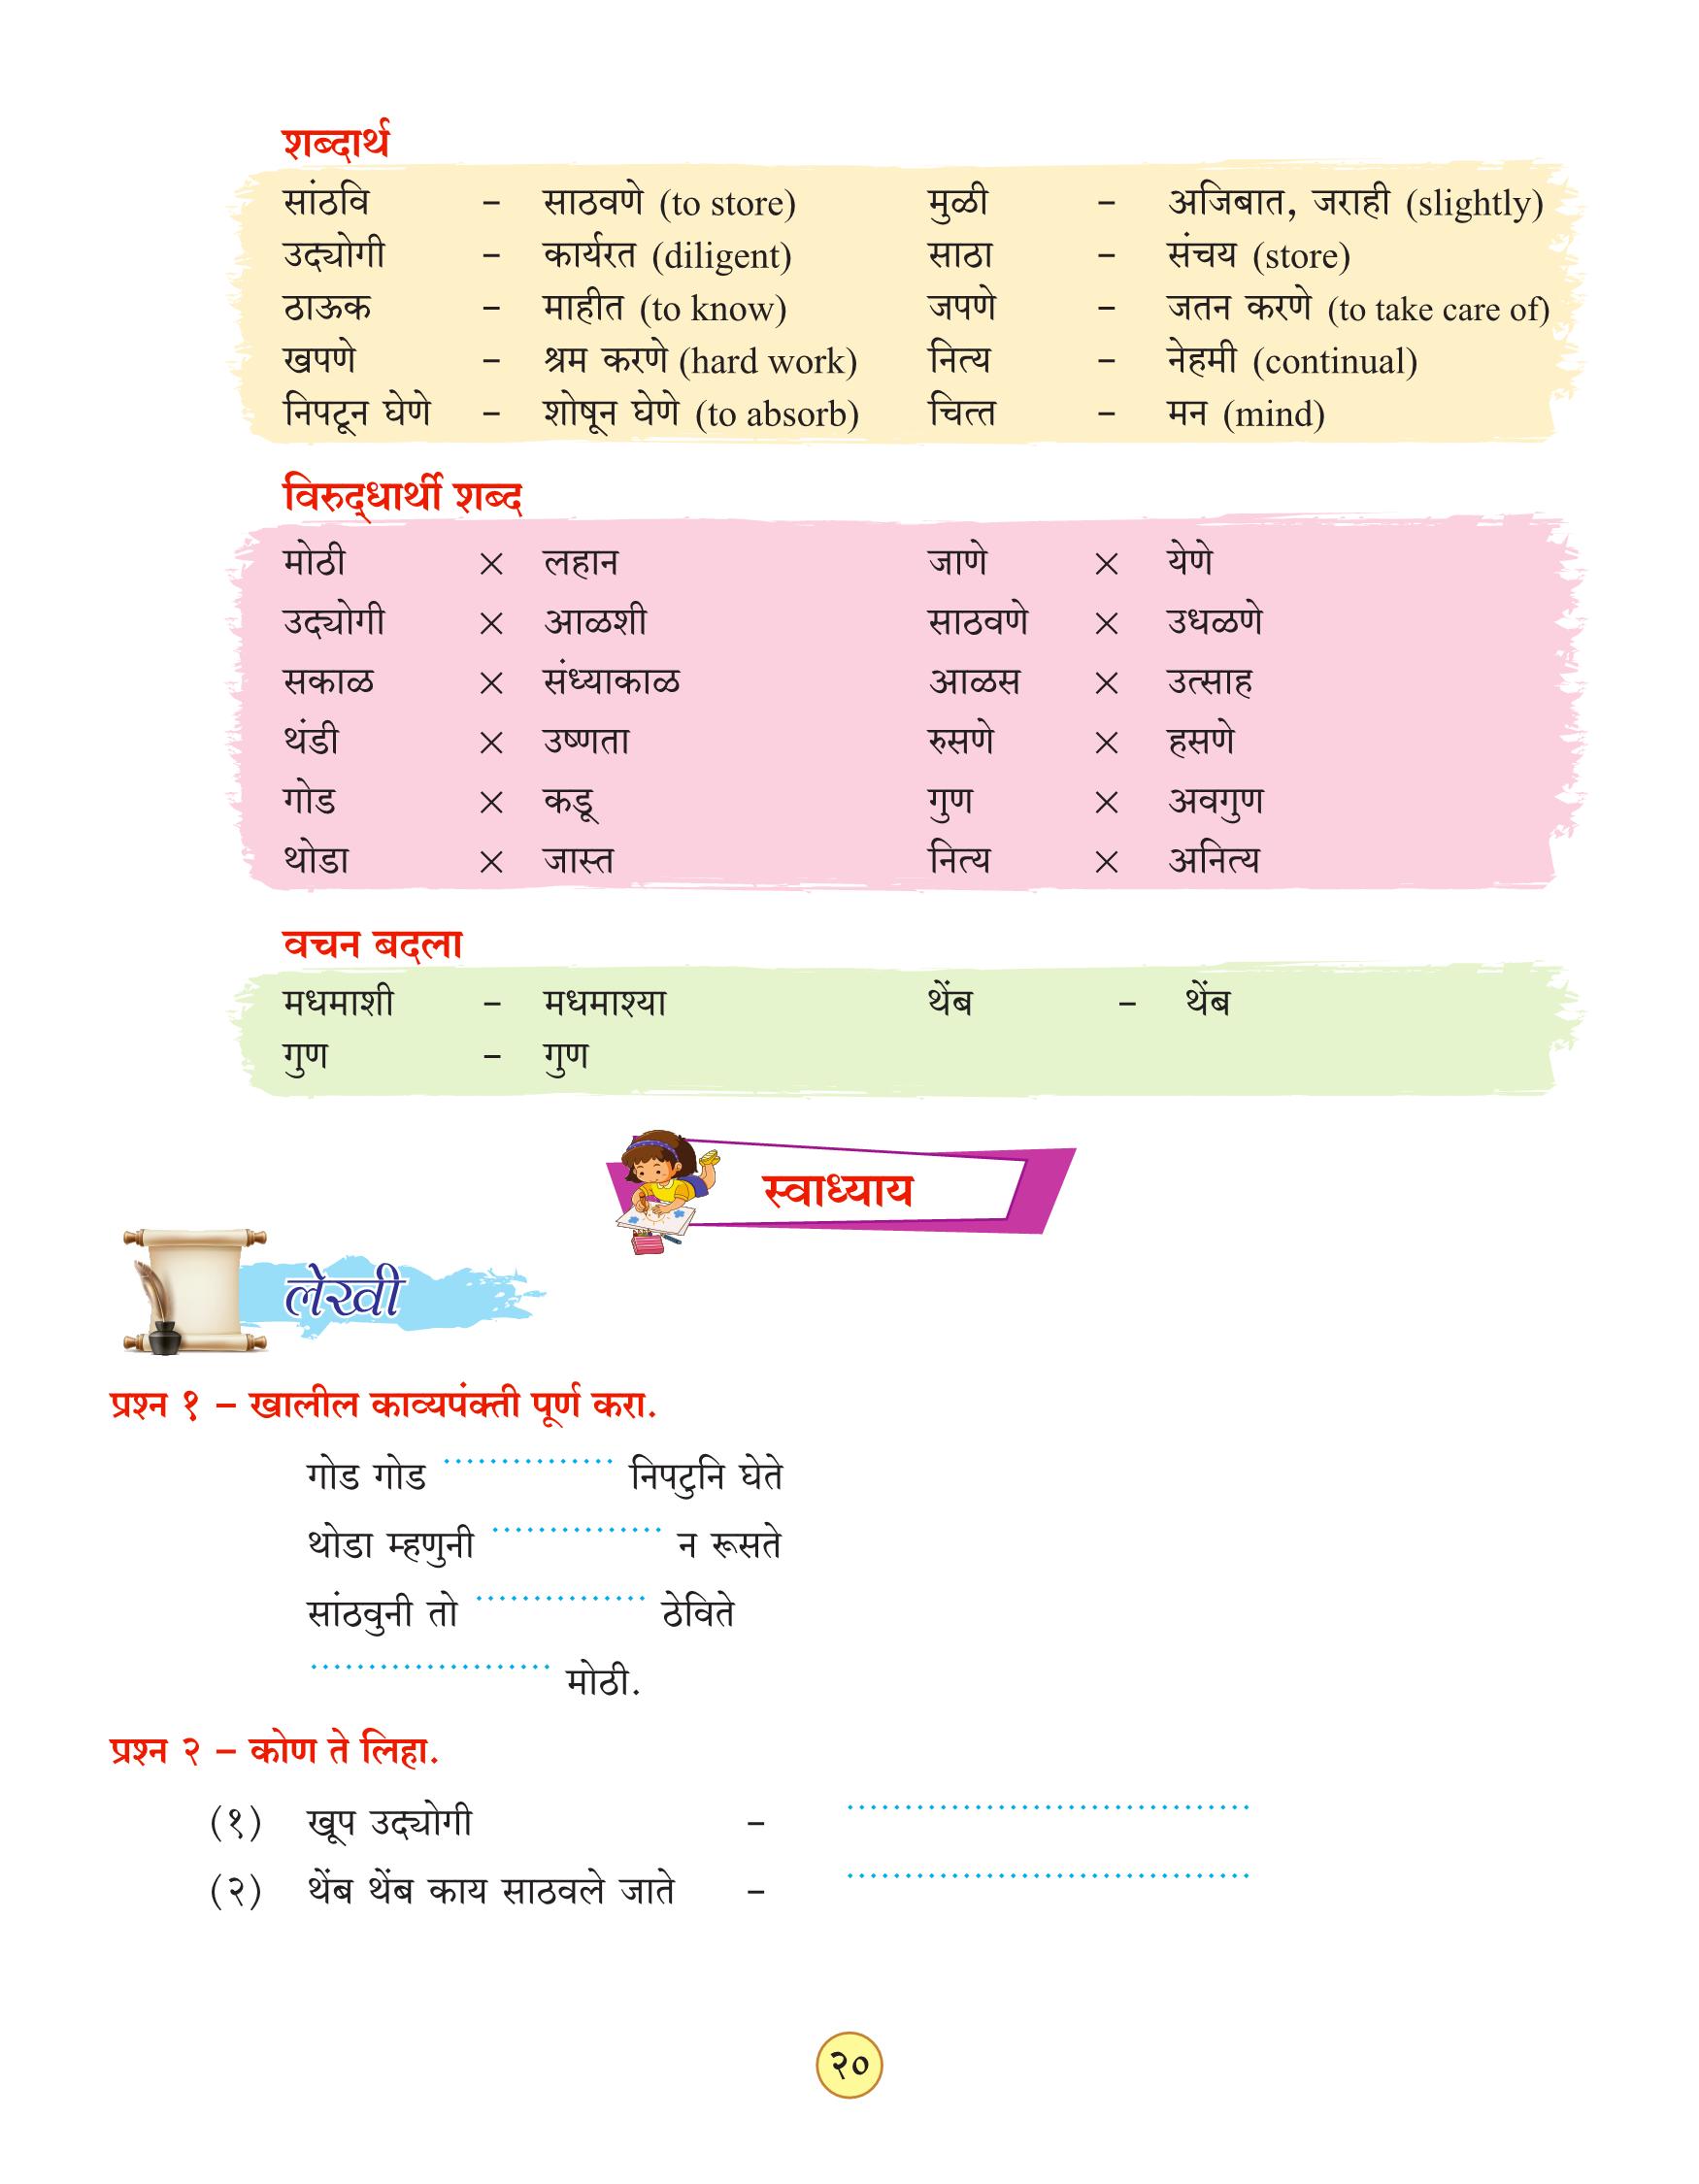 शब्दार्थ
सांठवि – साठवणे (to store) मुळी – अजिबात, जराही (slightly)
उद्योगी – कार्यरत (diligent) साठा – संचय (store)
ठाऊक – माहीत (to know) जपणे – जतन करणे (to take care of)
खपणे – श्रम करणे (hard work) नित्य – नेहमी (continual)
निपटून घेणे – शोषून घेणे (to absorb) चित्त – मन (mind)
विरुद्धार्थी शब्द
मोठी × लहान जाणे × येणे
उद्योगी × आळशी साठवणे × उधळणे
सकाळ × संध्याकाळ आळस × उत्साह
थंडी × उष्णता रुसणे × हसणे
गोड × कडू गुण × अवगुण
थोडा × जास्त नित्य × अनित्य
वचन बदला
मधमाशी – मधमाश्या थेंब – थेंब
गुण – गुण
स्वाध्याय
लेखी
प्रश्न १ – खालील काव्यपंक्ती पूर्ण करा.
गोड गोड ............... निपटुनि घेते
थोडा म्हणुनी ............... न रूसते
सांठवुनी तो ............... ठेविते
..................... मोठी.
प्रश्न २ – कोण ते लिहा.
(१) खूप उद्योगी – ...................................
(२) थेंब थेंब काय साठवले जाते – ...................................
२०